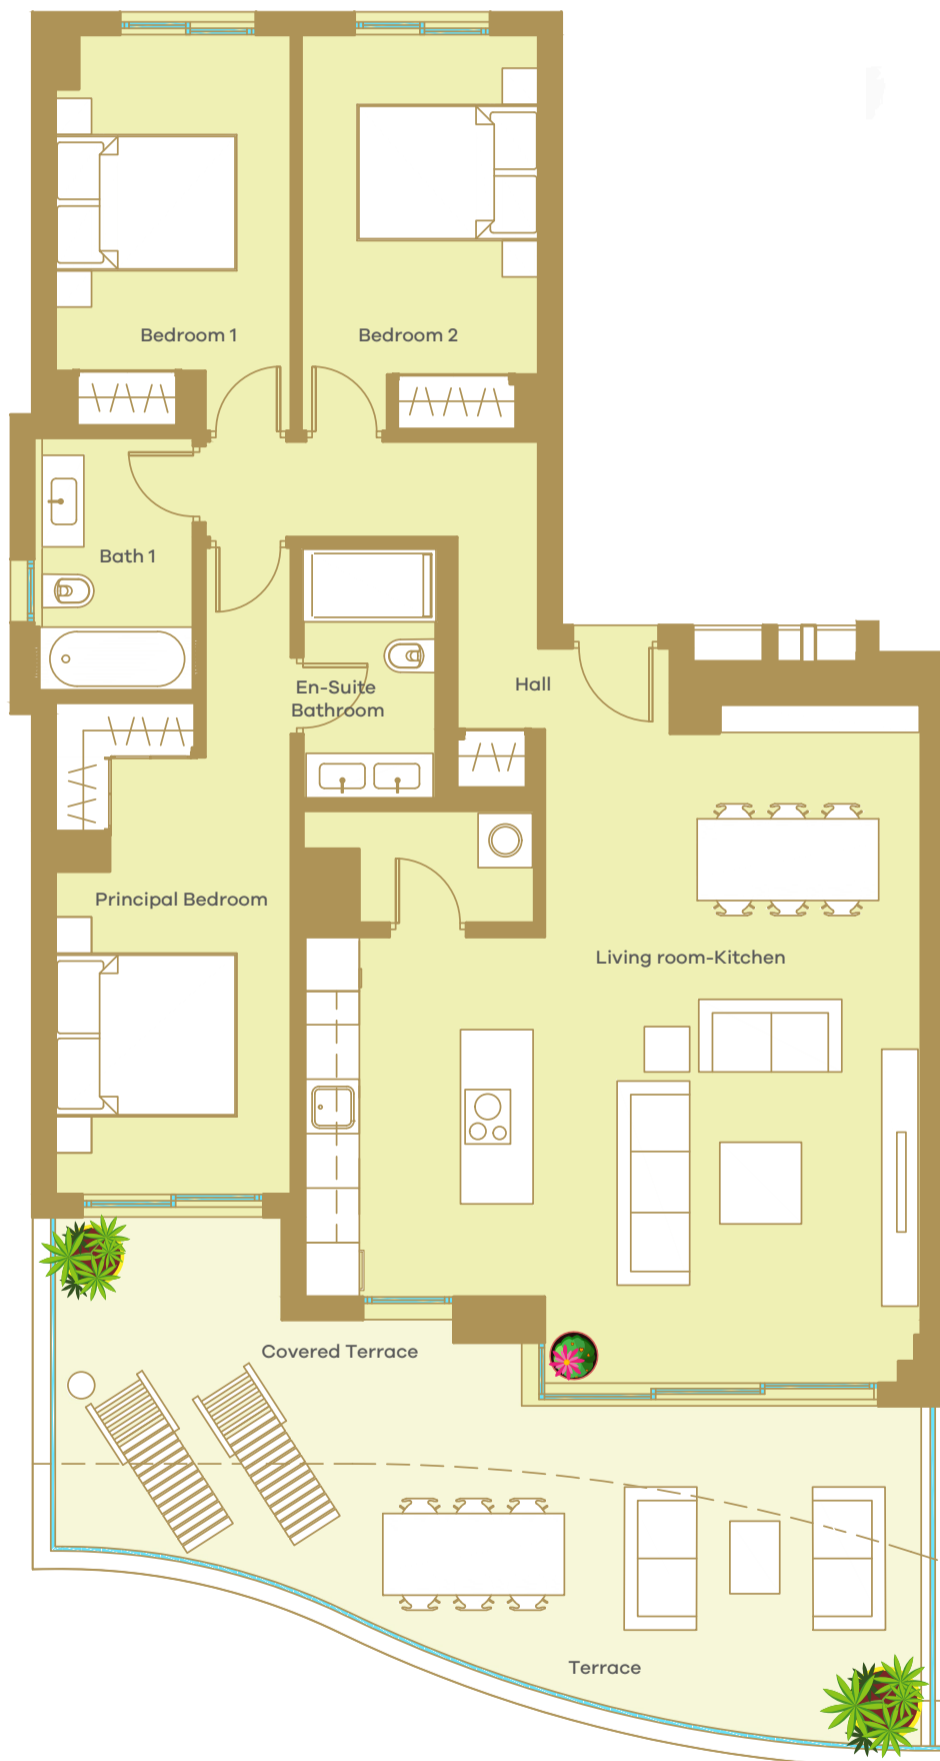 Bedroom 1
Bedroom 2
Bath 1
En-Suite
Bathroom
Hall
Principal Bedroom
Living room-Kitchen
Covered Terrace
Terrace